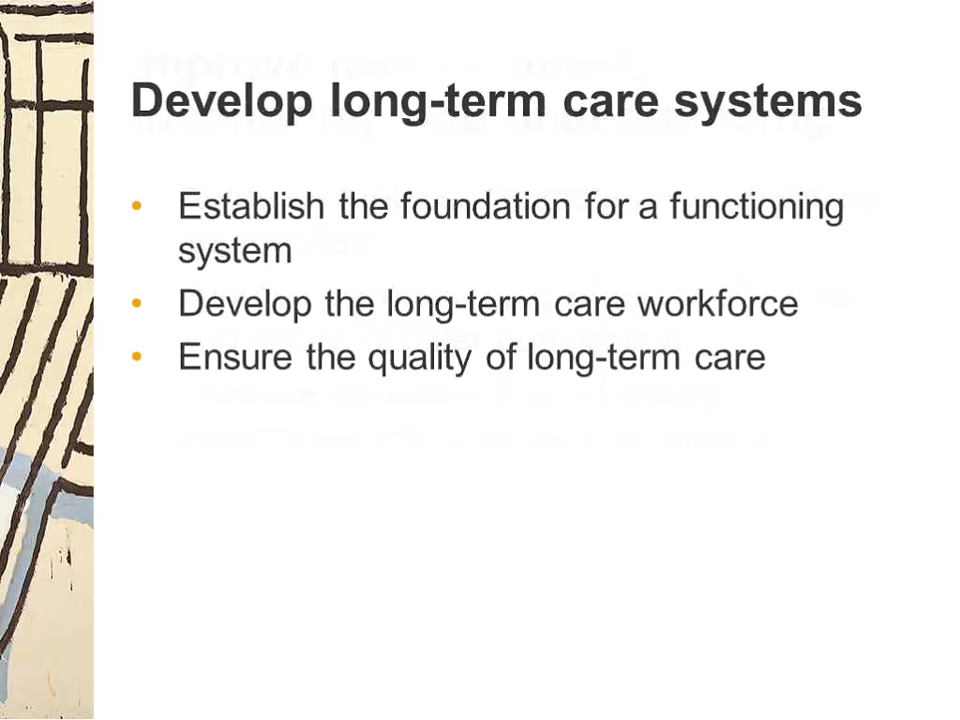 Develop long-term care systems
• Establish the foundation for a functioning
system
• Develop the long-term care workforce
• Ensure the quality of long-term care